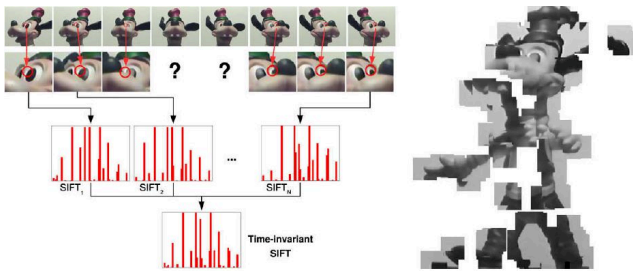 ? ?
SIFT1 SIFT2 ... SIFTN
Time-invariant
SIFT